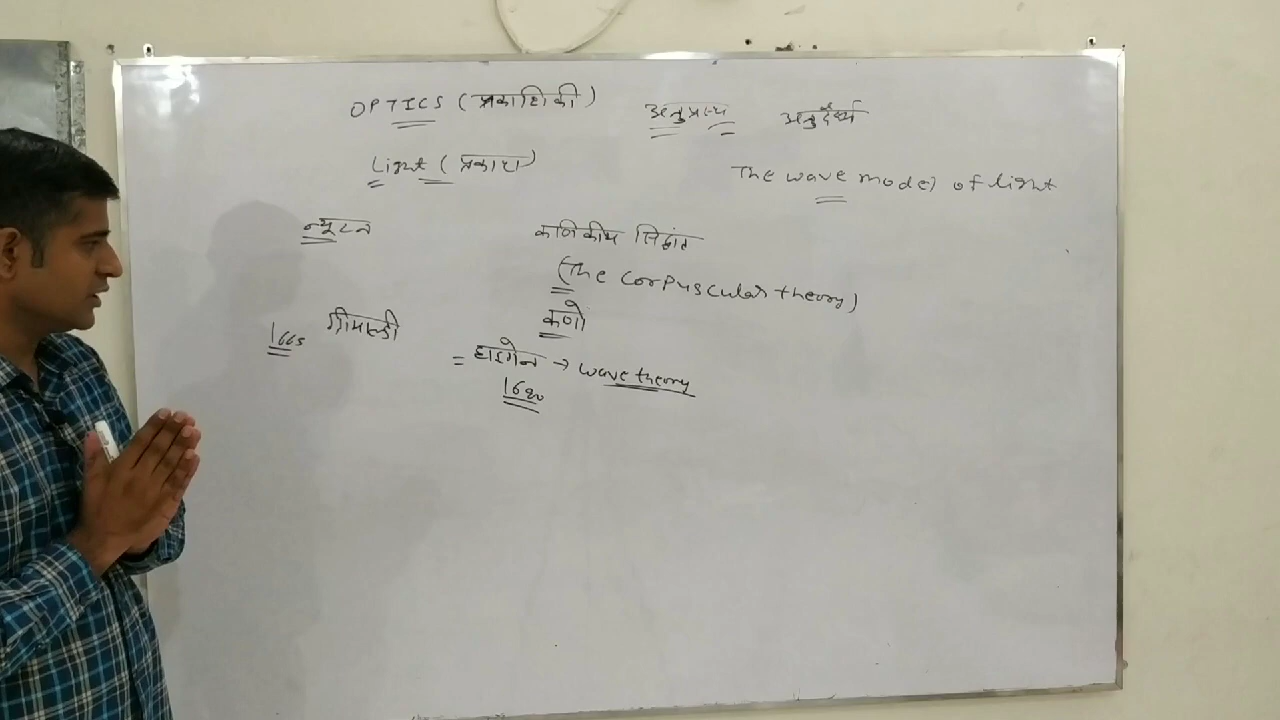 OPTICS (प्रकाशिकी)
अनुप्रस्थ अनुदैर्ध्य
Light (प्रकाश)
The wave model of light
न्यूटन
कणिकीय सिद्धांत
(The corpuscular theory)
कणो
1665 ग्रीमाल्डी
= हाइगेन → wave theory